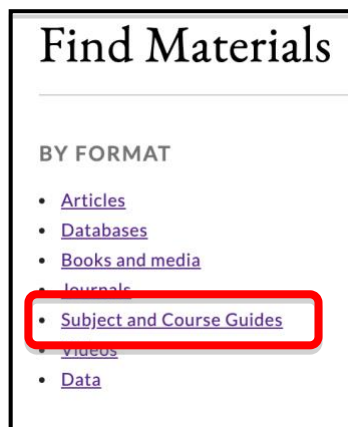 Find Materials
BY FORMAT
• Articles
• Databases
• Books and media
• Journals
• Subject and Course Guides
• Videos
• Data